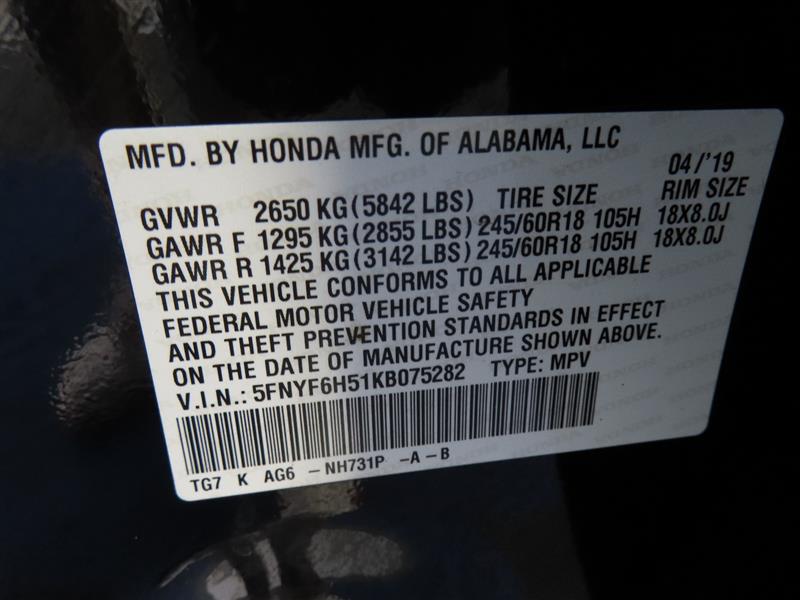 MFD. BY HONDA MFG. OF ALABAMA, LLC
04/'19
GVWR 2650 KG(5842 LBS) TIRE SIZE RIM SIZE
GAWR F 1295 KG(2855 LBS) 245/60R18 105H 18X8.0J
GAWR R 1425 KG(3142 LBS) 245/60R18 105H 18X8.0J
THIS VEHICLE CONFORMS TO ALL APPLICABLE
FEDERAL MOTOR VEHICLE SAFETY
AND THEFT PREVENTION STANDARDS IN EFFECT
ON THE DATE OF MANUFACTURE SHOWN ABOVE.
V.I.N.: 5FNYF6H51KB075282 TYPE: MPV
TG7 K AG6 -NH731P -A-B